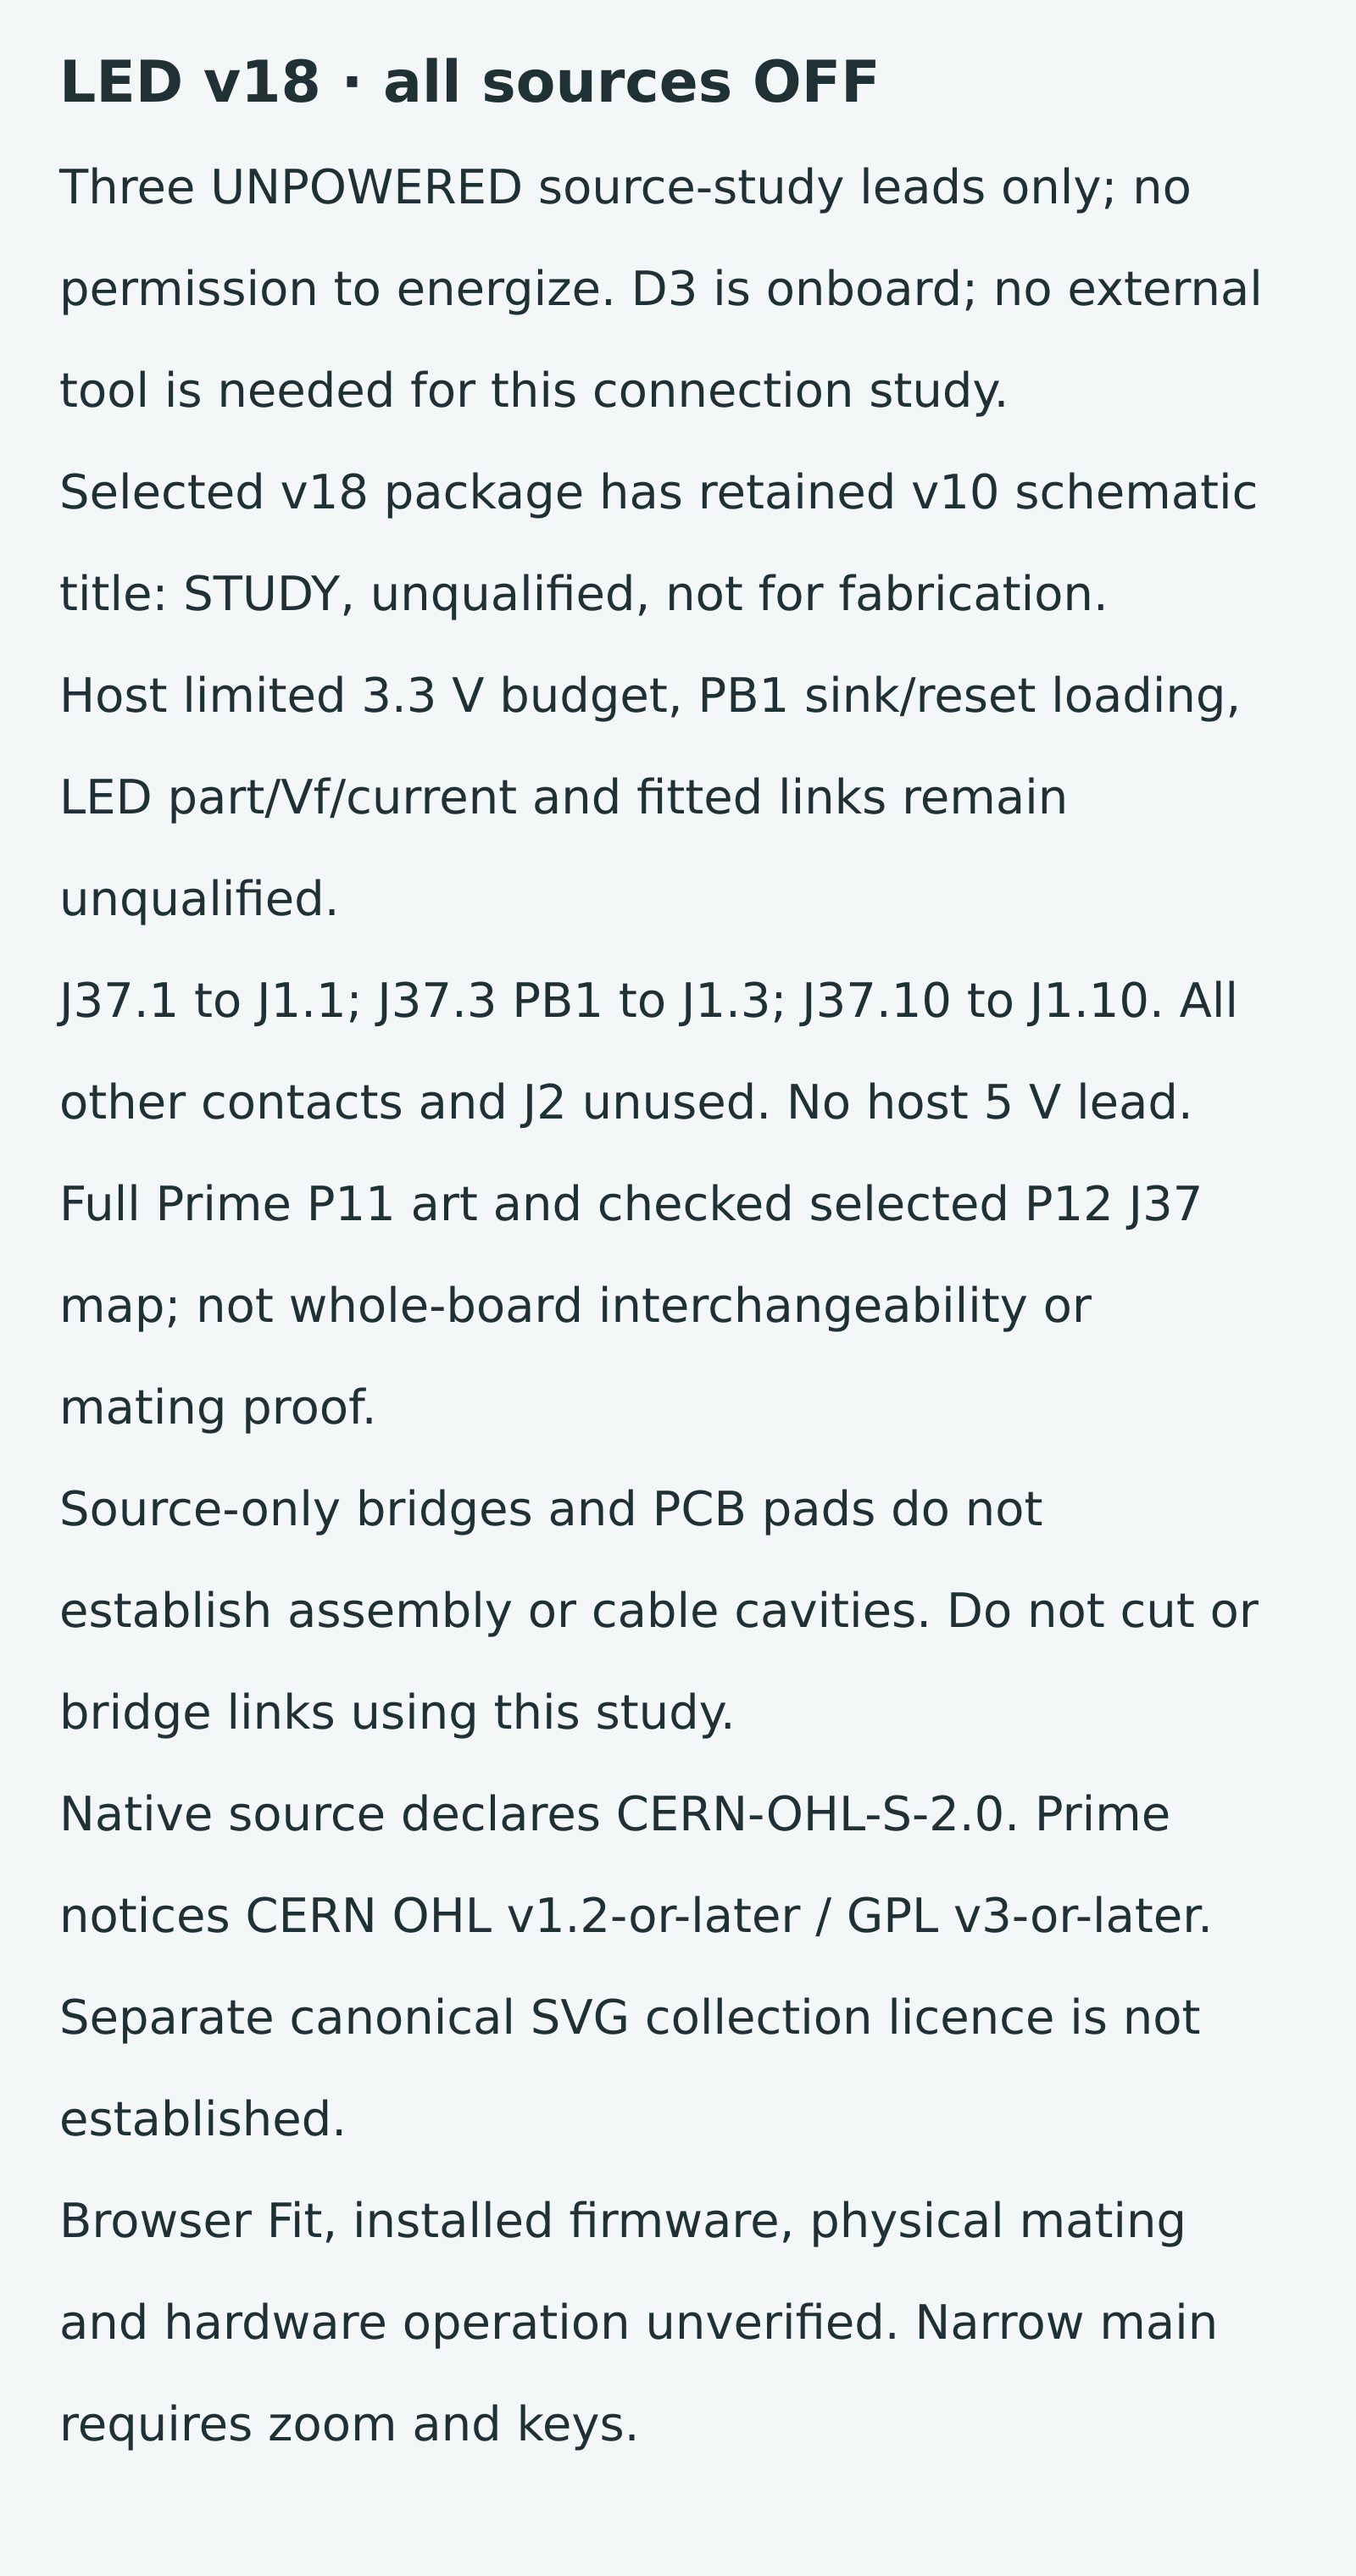 LED v18 · all sources OFF
Three UNPOWERED source-study leads only; no
permission to energize. D3 is onboard; no external
tool is needed for this connection study.
Selected v18 package has retained v10 schematic
title: STUDY, unqualified, not for fabrication.
Host limited 3.3 V budget, PB1 sink/reset loading,
LED part/Vf/current and fitted links remain
unqualified.
J37.1 to J1.1; J37.3 PB1 to J1.3; J37.10 to J1.10. All
other contacts and J2 unused. No host 5 V lead.
Full Prime P11 art and checked selected P12 J37
map; not whole-board interchangeability or
mating proof.
Source-only bridges and PCB pads do not
establish assembly or cable cavities. Do not cut or
bridge links using this study.
Native source declares CERN-OHL-S-2.0. Prime
notices CERN OHL v1.2-or-later / GPL v3-or-later.
Separate canonical SVG collection licence is not
established.
Browser Fit, installed firmware, physical mating
and hardware operation unverified. Narrow main
requires zoom and keys.